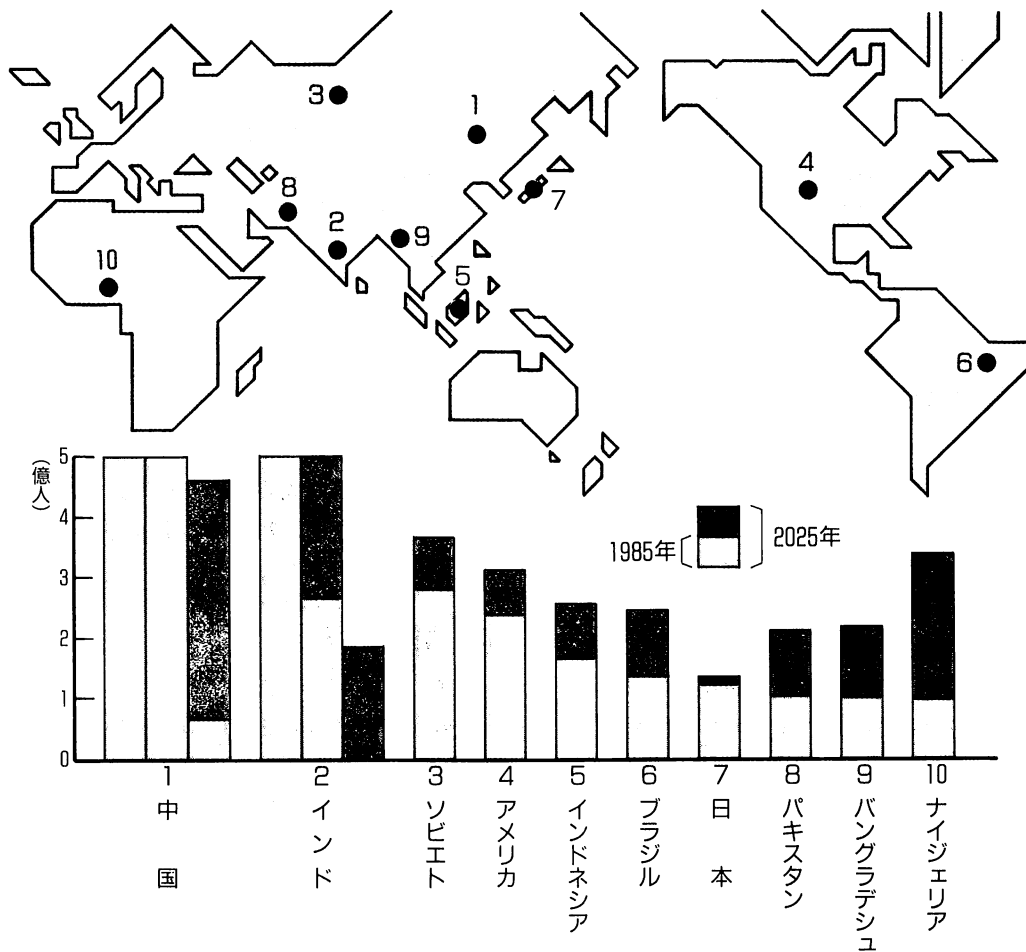 3
1
4
8
7
2
9
10
5
6
(億人)
5
4
3
2
1
0
1985年
2025年
1
中国
2
インド
3
ソビエト
4
アメリカ
5
インドネシア
6
ブラジル
7
日本
8
パキスタン
9
バングラデシュ
10
ナイジェリア